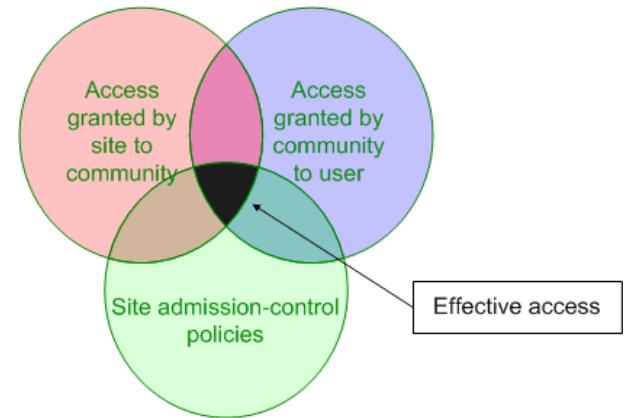 Access
granted by
site to
community
Access
granted by
community
to user
Site admission-control
policies
Effective access